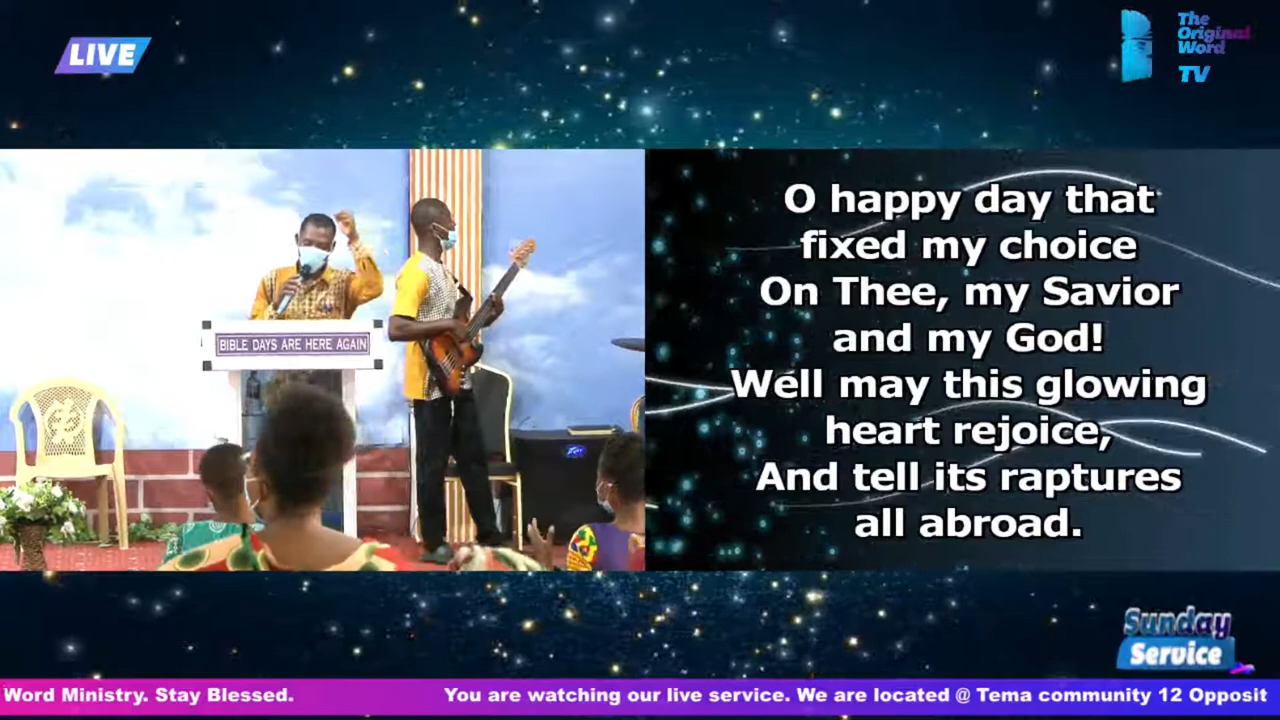 LIVE
The
Original
Word
TV
O happy day that
fixed my choice
On Thee, my Savior
and my God!
Well may this glowing
heart rejoice,
And tell its raptures
all abroad.
BIBLE DAYS ARE HERE AGAIN
Sunday
Service
Word Ministry. Stay Blessed. You are watching our live service. We are located @ Tema community 12 Opposit